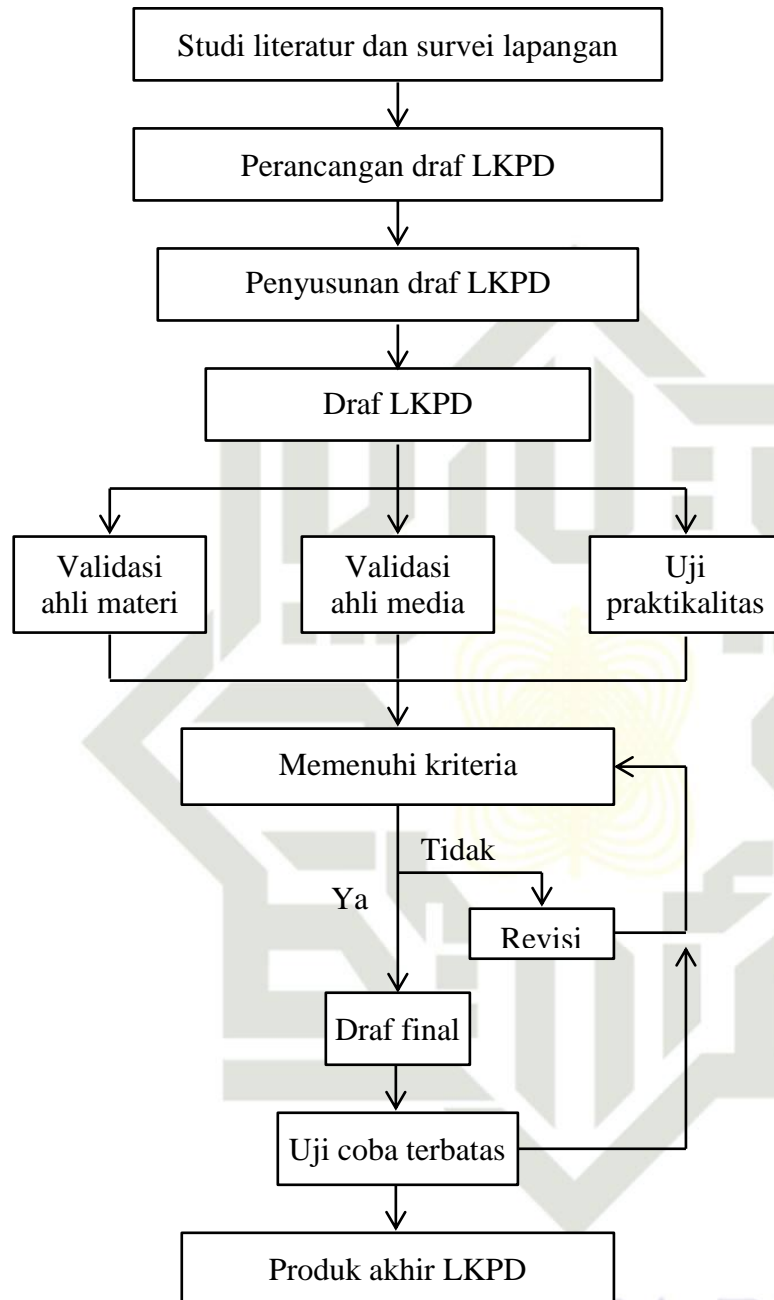 Studi literatur dan survei lapangan
Perancangan draf LKPD
Penyusunan draf LKPD
Draf LKPD
Validasi
ahli materi
Validasi
ahli media
Uji
praktikalitas
Memenuhi kriteria
Tidak
Ya
Revisi
Draf final
Uji coba terbatas
Produk akhir LKPD